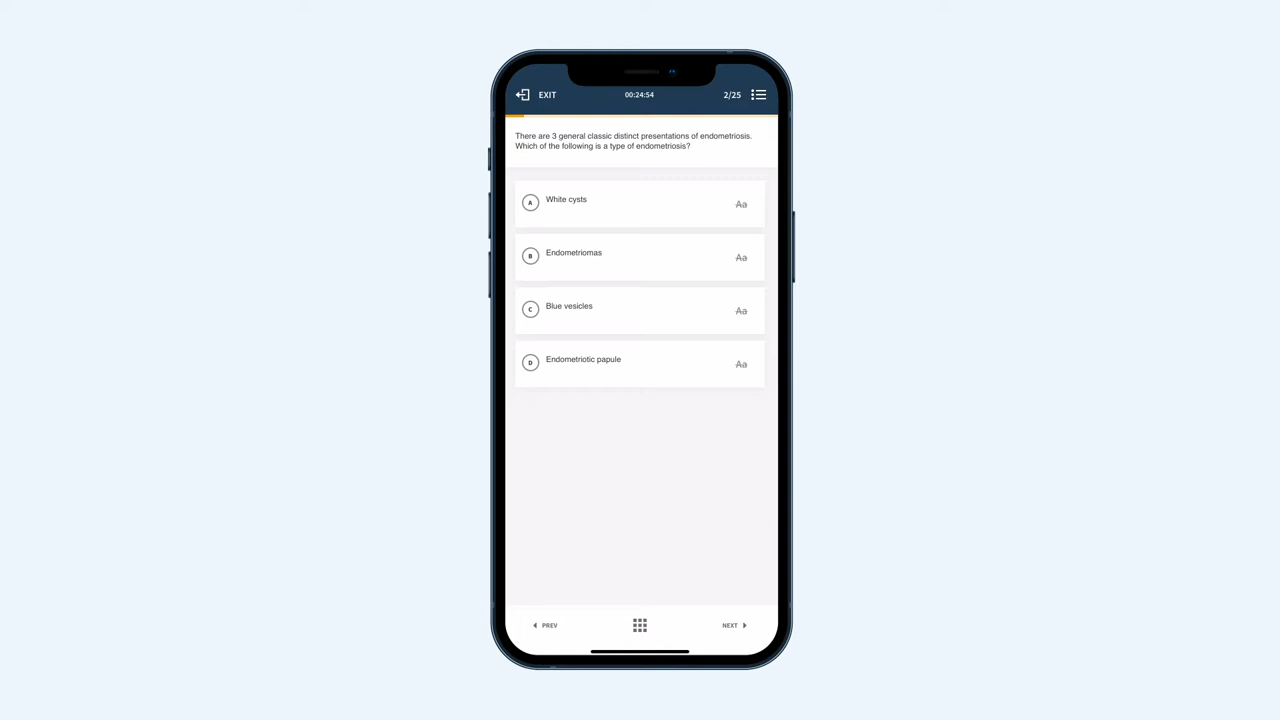 EXIT 00:24:54 2/25
There are 3 general classic distinct presentations of endometriosis.
Which of the following is a type of endometriosis?
A White cysts Aa
B Endometriomas Aa
C Blue vesicles Aa
D Endometriotic papule Aa
PREV NEXT